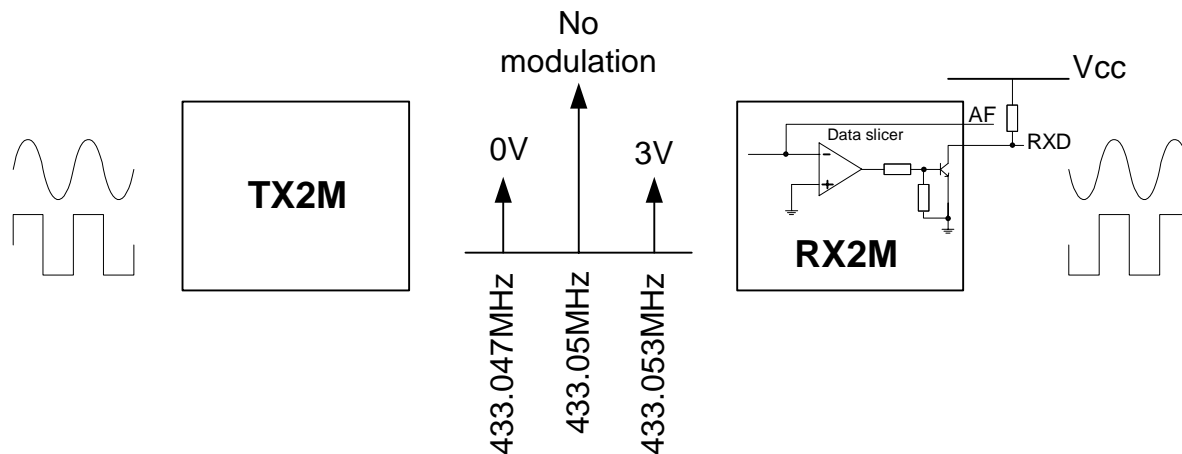 No
modulation
Vcc
AF
Data slicer
RXD
0V
3V
TX2M
RX2M
433.047MHz
433.05MHz
433.053MHz